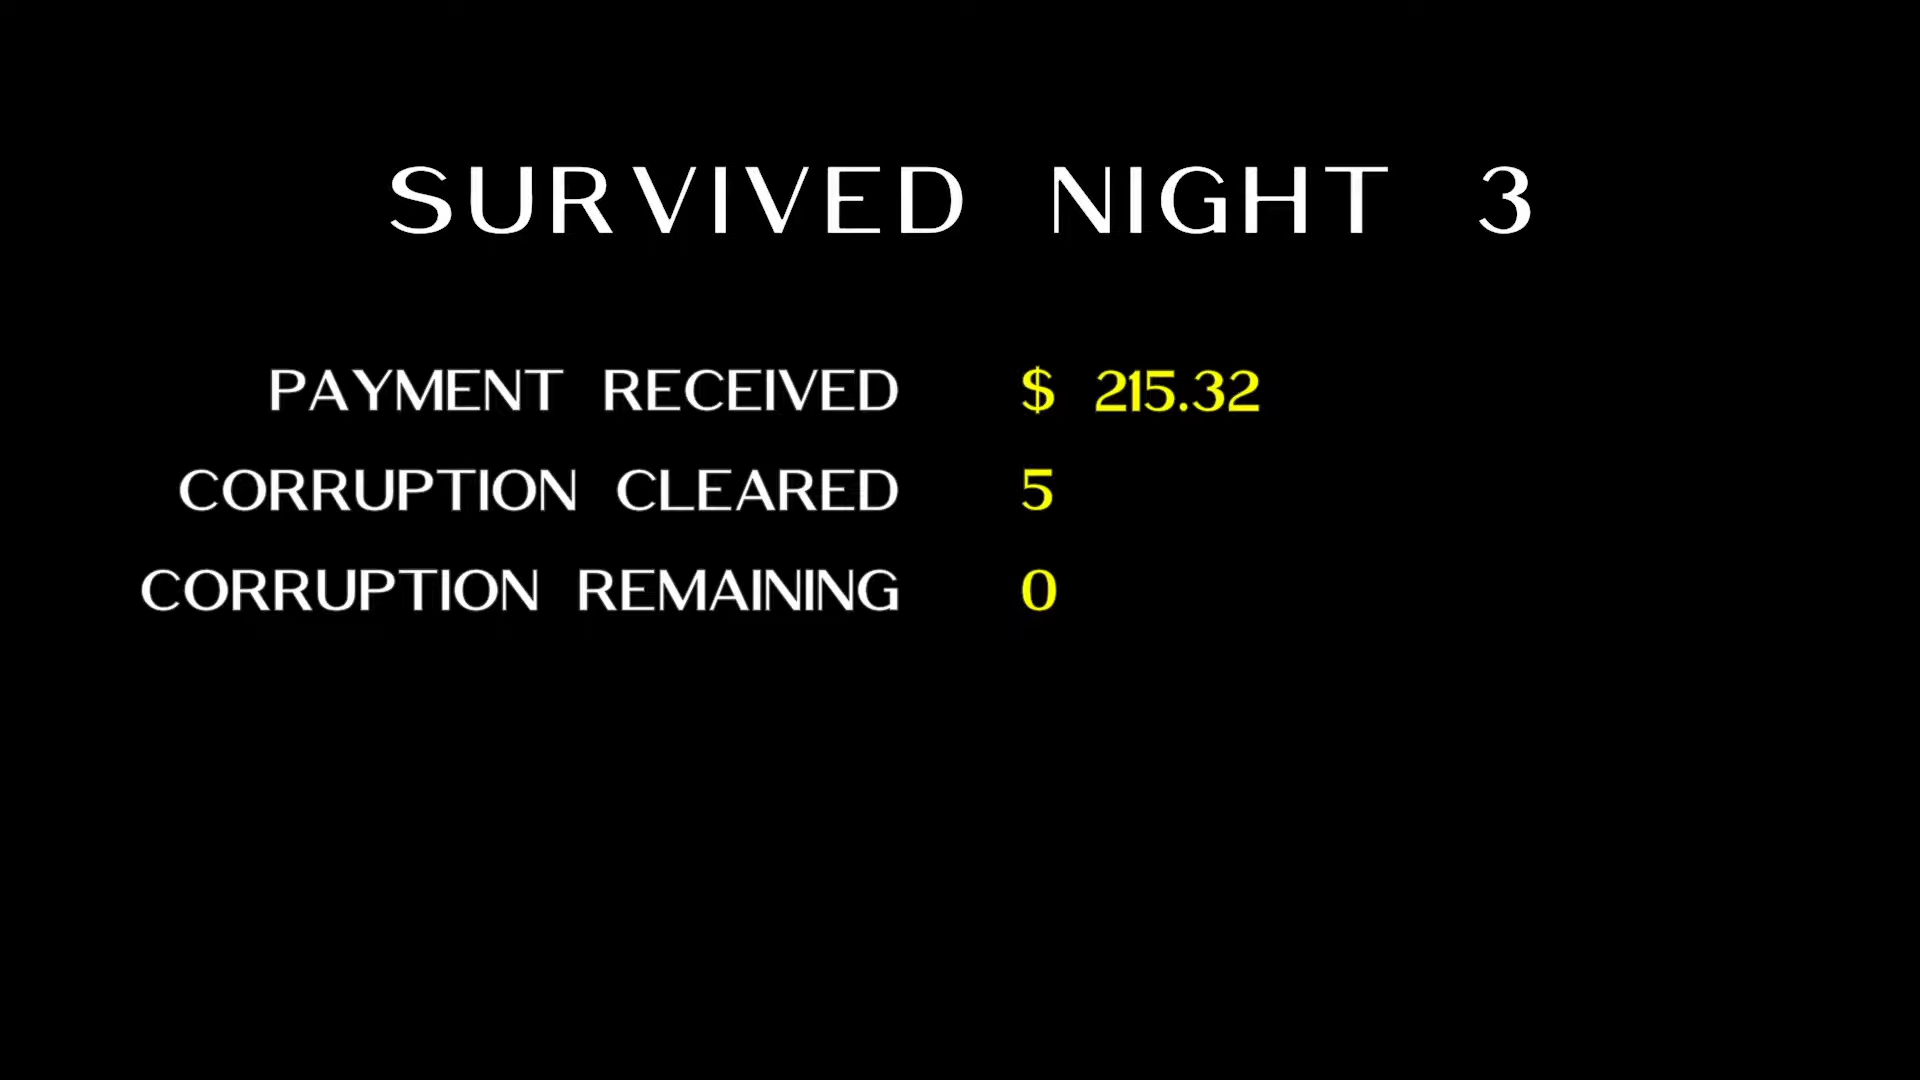 SURVIVED NIGHT 3
PAYMENT RECEIVED $ 215.32
CORRUPTION CLEARED 5
CORRUPTION REMAINING 0